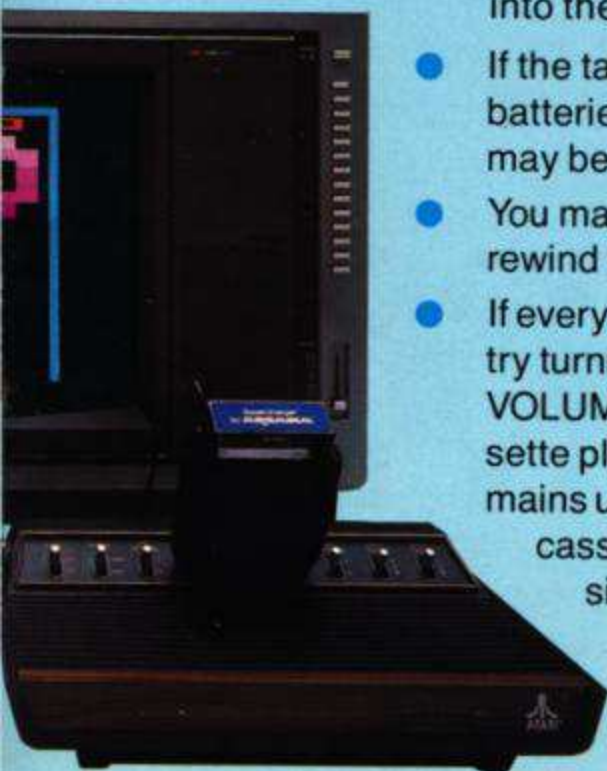 into the
If the ta
batterie
may be
You ma
rewind
If every
try turn
VOLUM
sette pl
mains u
cass
s
ATARI